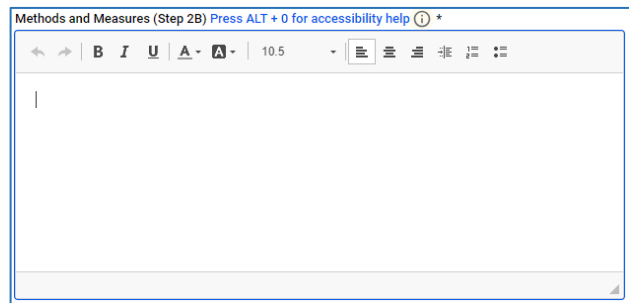 Methods and Measures (Step 2B) Press ALT + 0 for accessibility help i *
B I U A A 10.5